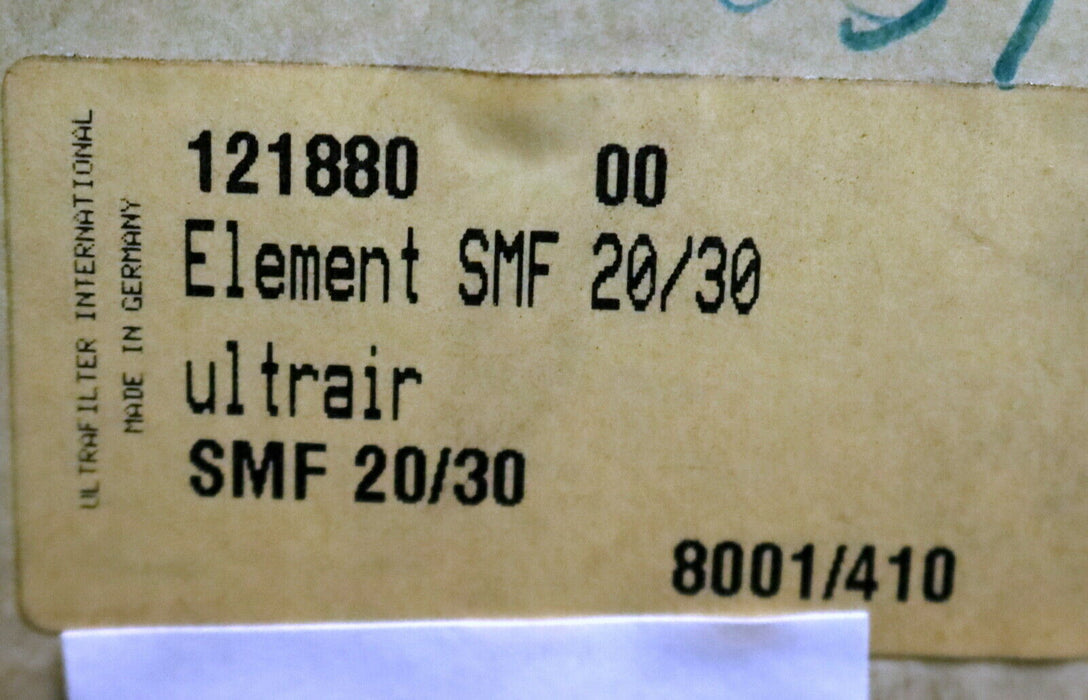 ULTRAFILTER INTERNATIONAL
MADE IN GERMANY
121880 00
Element SMF 20/30
ultrair
SMF 20/30
8001/410